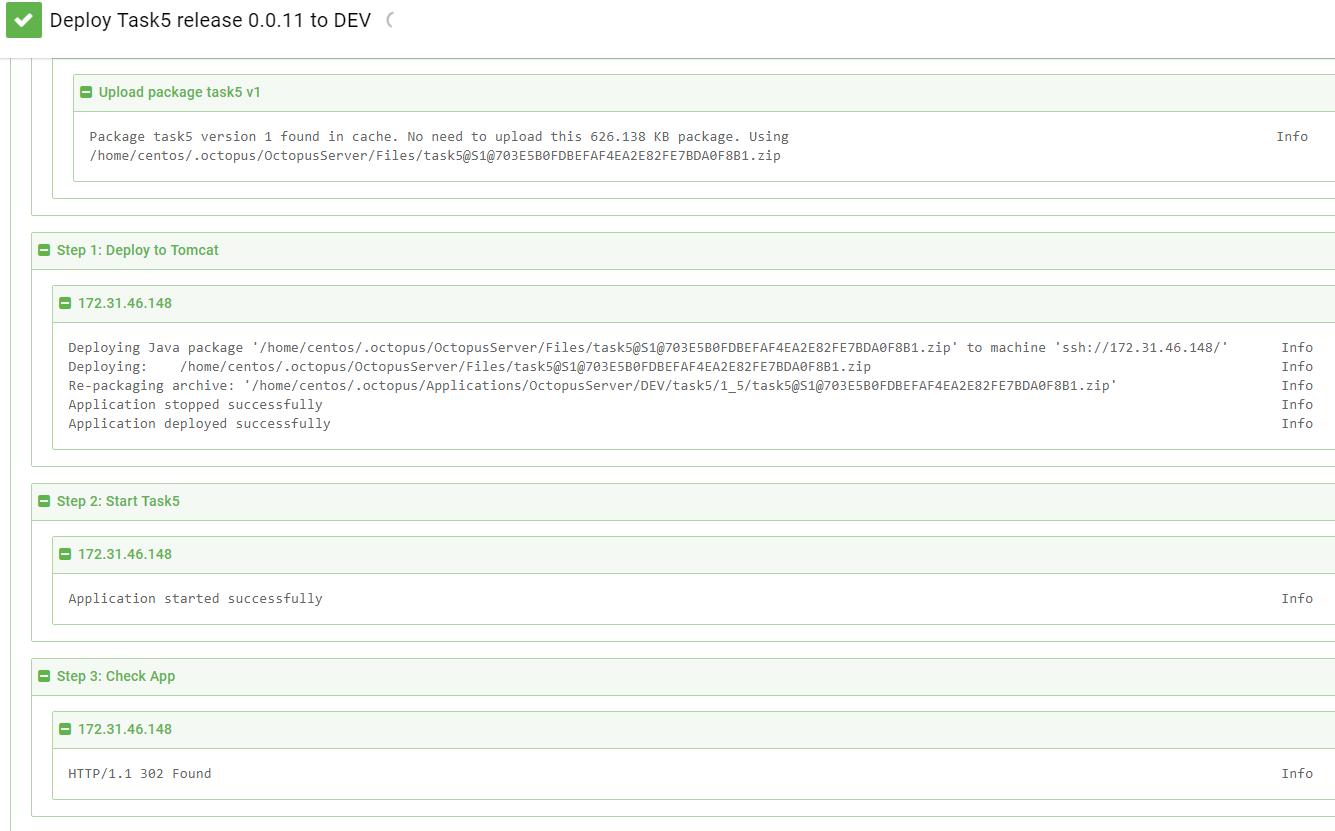 Deploy Task5 release 0.0.11 to DEV
Upload package task5 v1
Package task5 version 1 found in cache. No need to upload this 626.138 KB package. Using Info
/home/centos/.octopus/OctopusServer/Files/task5@S1@703E5B0FDBEFAF4EA2E82FE7BDA0F8B1.zip
Step 1: Deploy to Tomcat
172.31.46.148
Deploying Java package '/home/centos/.octopus/OctopusServer/Files/task5@S1@703E5B0FDBEFAF4EA2E82FE7BDA0F8B1.zip' to machine 'ssh://172.31.46.148/' Info
Deploying: /home/centos/.octopus/OctopusServer/Files/task5@S1@703E5B0FDBEFAF4EA2E82FE7BDA0F8B1.zip Info
Re-packaging archive: '/home/centos/.octopus/Applications/OctopusServer/DEV/task5/1_5/task5@S1@703E5B0FDBEFAF4EA2E82FE7BDA0F8B1.zip' Info
Application stopped successfully Info
Application deployed successfully Info
Step 2: Start Task5
172.31.46.148
Application started successfully Info
Step 3: Check App
172.31.46.148
HTTP/1.1 302 Found Info